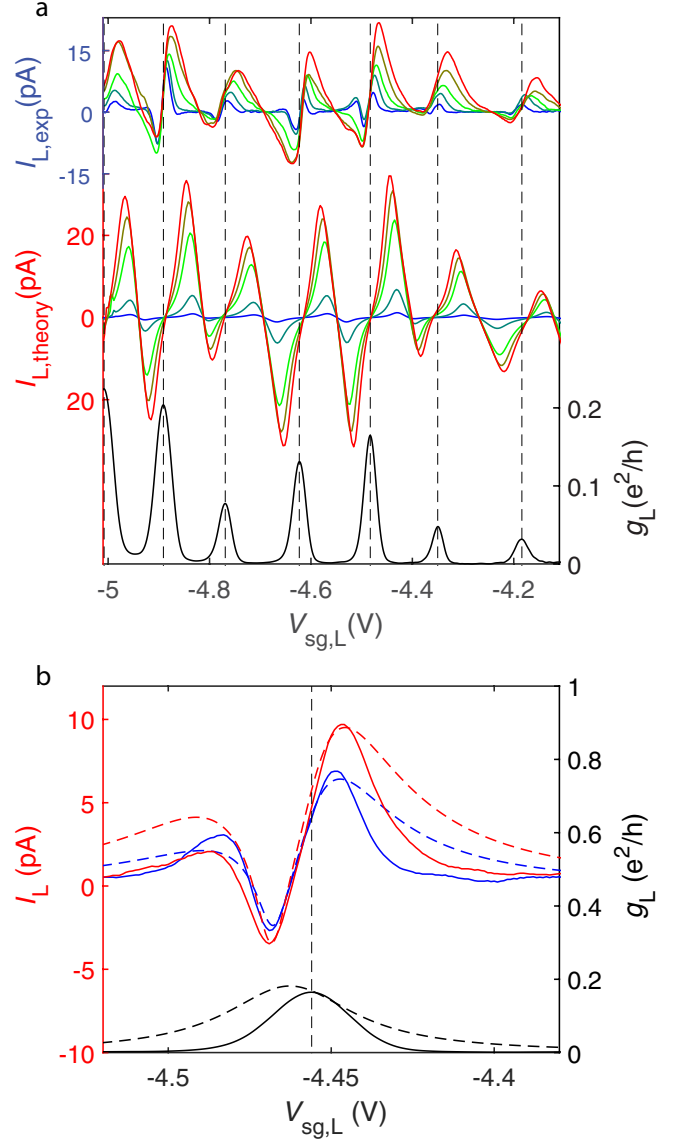 a
I_L,exp (pA)
15
0
-15
I_L,theory (pA)
20
0
20
g_L (e²/h)
0.2
0.1
0
-5 -4.8 -4.6 -4.4 -4.2
V_sg,L (V)
b
I_L (pA)
10
5
0
-5
-10
g_L (e²/h)
1
0.8
0.6
0.4
0.2
0
-4.5 -4.45 -4.4
V_sg,L (V)